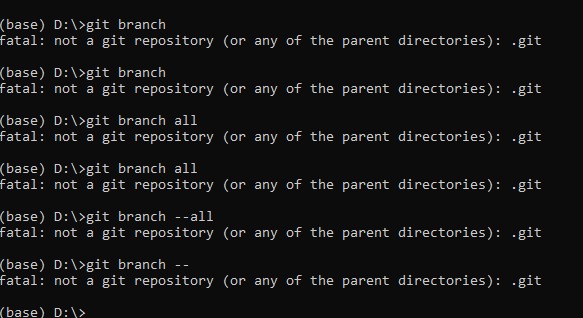 (base) D:\>git branch
fatal: not a git repository (or any of the parent directories): .git
(base) D:\>git branch
fatal: not a git repository (or any of the parent directories): .git
(base) D:\>git branch all
fatal: not a git repository (or any of the parent directories): .git
(base) D:\>git branch all
fatal: not a git repository (or any of the parent directories): .git
(base) D:\>git branch --all
fatal: not a git repository (or any of the parent directories): .git
(base) D:\>git branch --
fatal: not a git repository (or any of the parent directories): .git
(base) D:\>